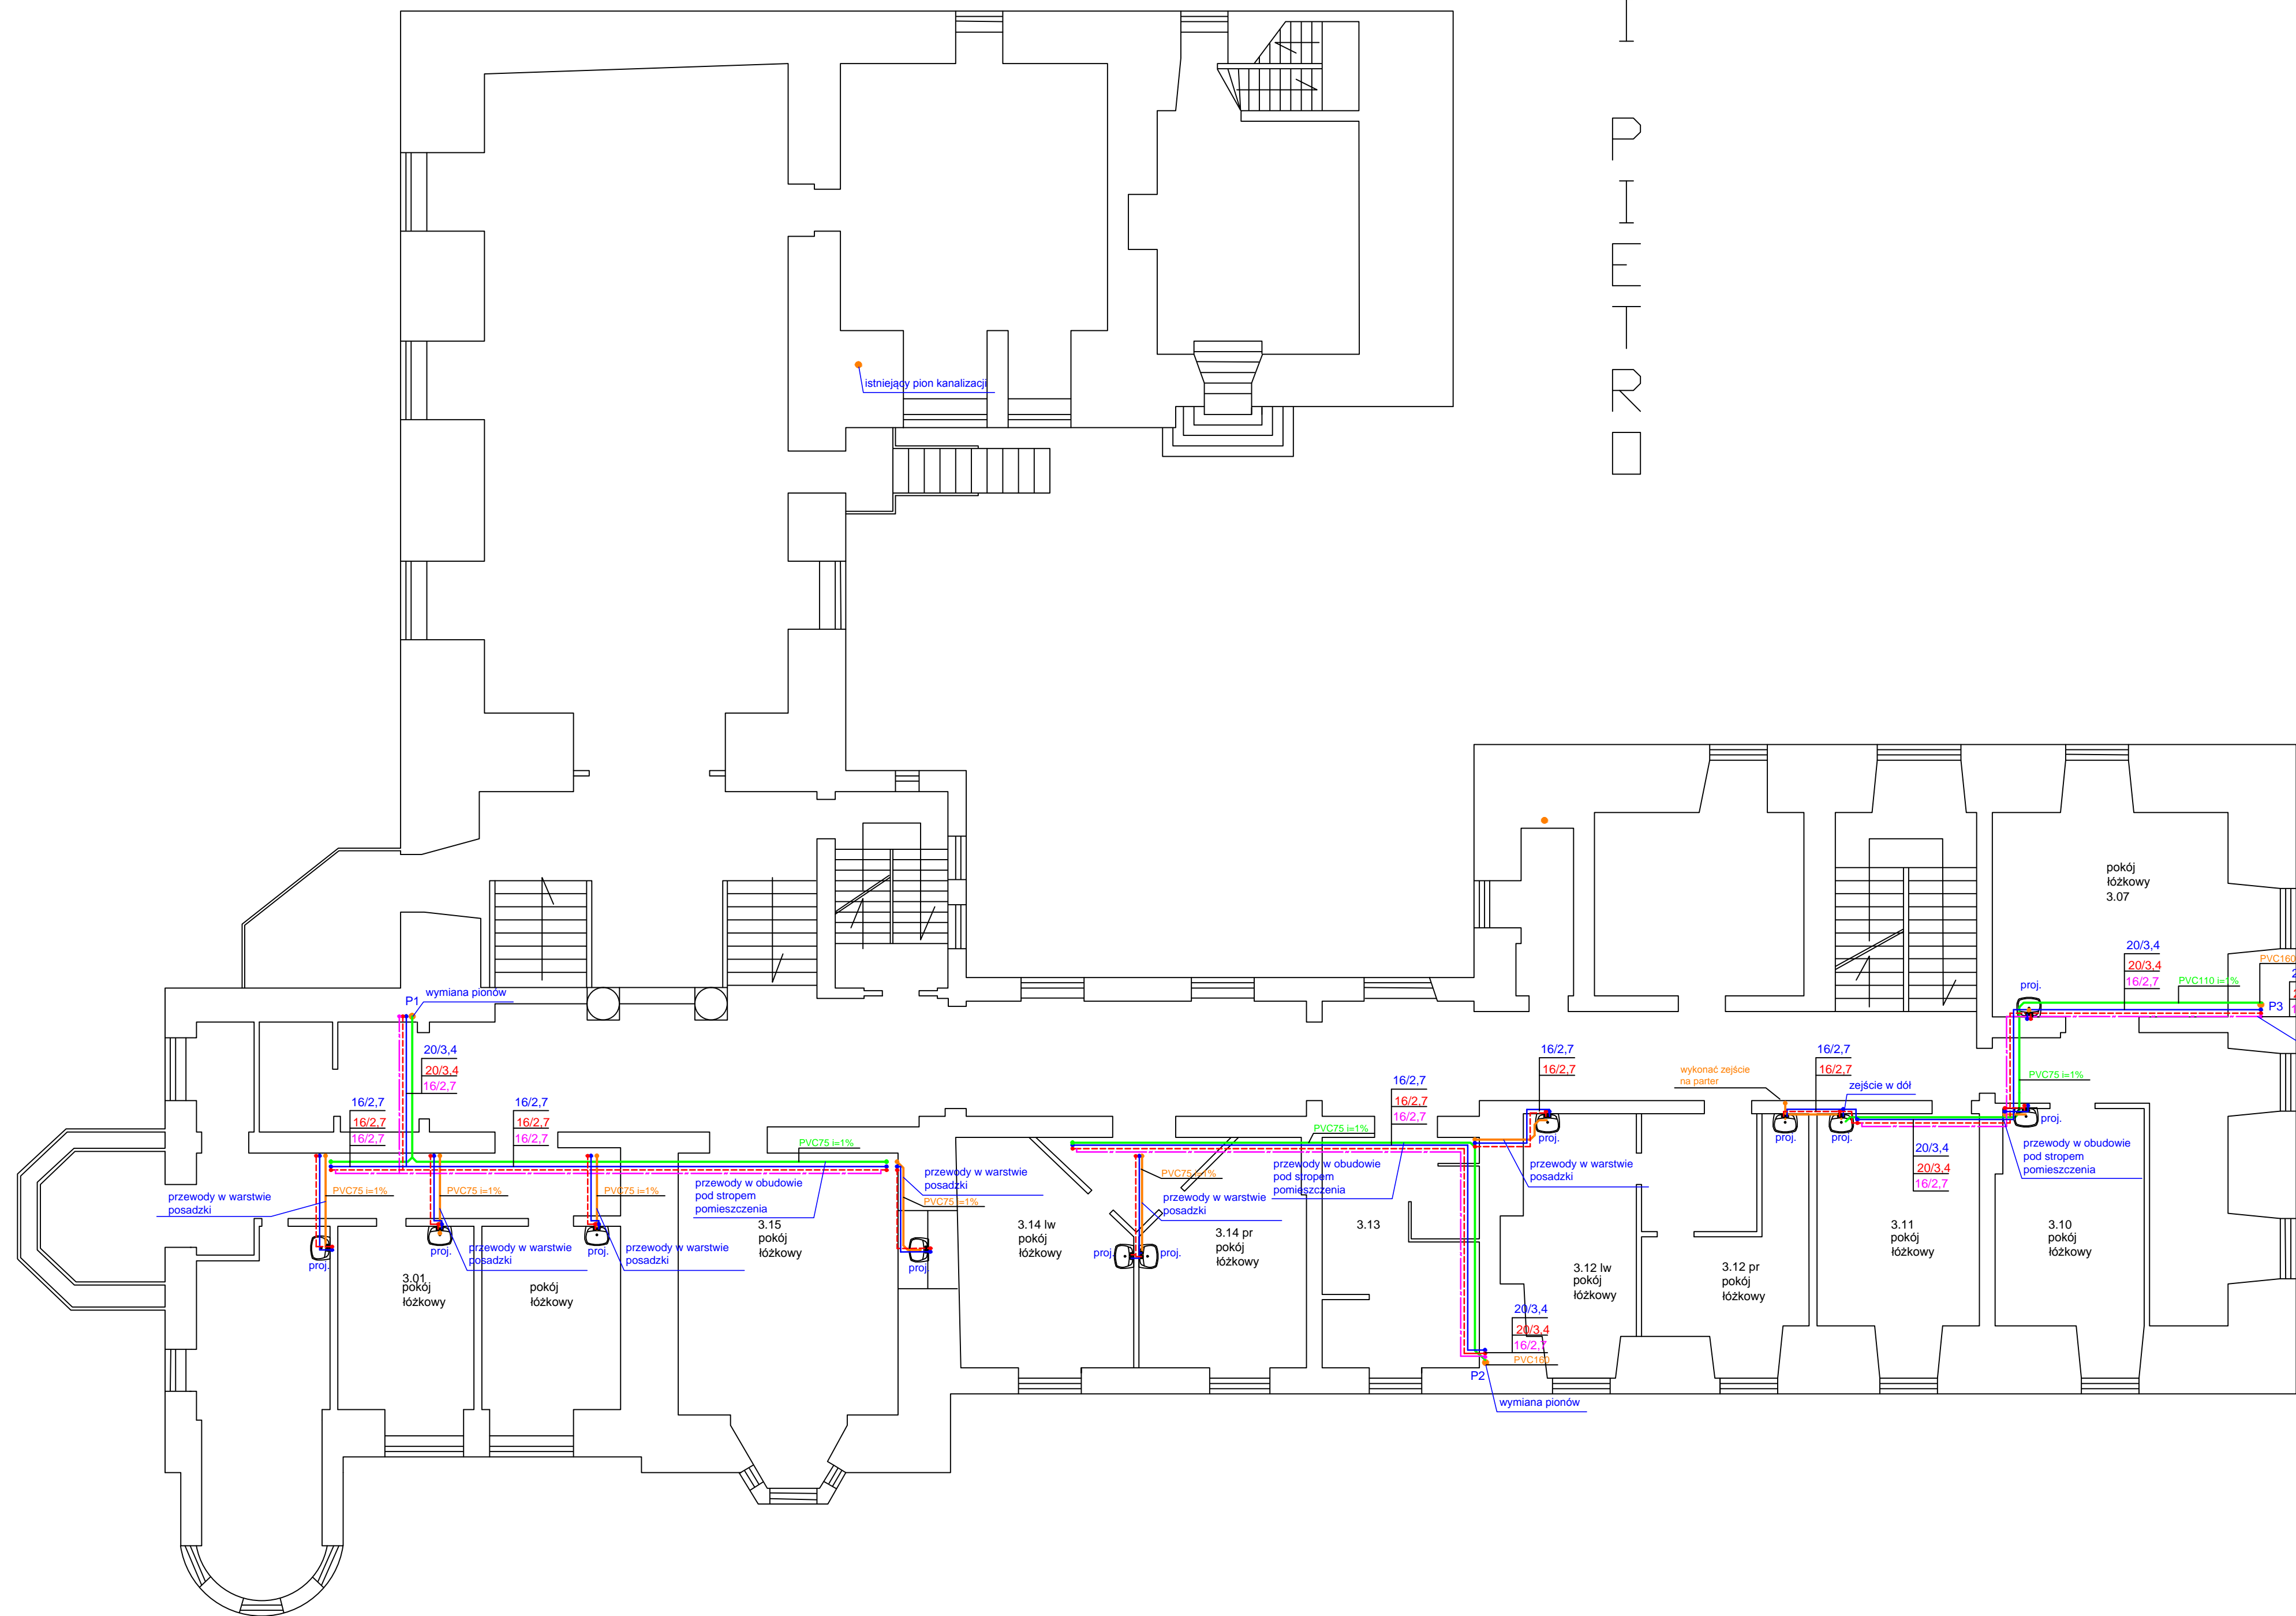 I PIETRO
istniejący pion kanalizacji
pokój
łóżkowy
3.07
20/3,4
20/3,4
16/2,7
PVC110 i=1%
PVC160
proj.
P3
P1
wymiana pionów
20/3,4
20/3,4
16/2,7
16/2,7
16/2,7
16/2,7
16/2,7
16/2,7
16/2,7
16/2,7
16/2,7
16/2,7
16/2,7
16/2,7
wykonać zejście
na parter
16/2,7
16/2,7
zejście w dół
PVC75 i=1%
PVC75 i=1%
PVC75 i=1%
proj.
proj.
proj.
proj.
przewody w obudowie
pod stropem
pomieszczenia
20/3,4
20/3,4
16/2,7
przewody w warstwie
posadzki
PVC75 i=1%
PVC75 i=1%
PVC75 i=1%
przewody w obudowie
pod stropem
pomieszczenia
przewody w warstwie
posadzki
PVC75 i=1%
PVC75 i=1%
przewody w warstwie
posadzki
przewody w obudowie
pod stropem
pomieszczenia
przewody w warstwie
posadzki
3.15
pokój
łóżkowy
3.14 lw
pokój
łóżkowy
3.14 pr
pokój
łóżkowy
3.13
3.11
pokój
łóżkowy
3.10
pokój
łóżkowy
proj.
proj.
przewody w warstwie
posadzki
proj.
przewody w warstwie
posadzki
proj.
proj.
proj.
3.01
pokój
łóżkowy
pokój
łóżkowy
3.12 lw
pokój
łóżkowy
3.12 pr
pokój
łóżkowy
20/3,4
20/3,4
16/2,7
PVC160
P2
wymiana pionów